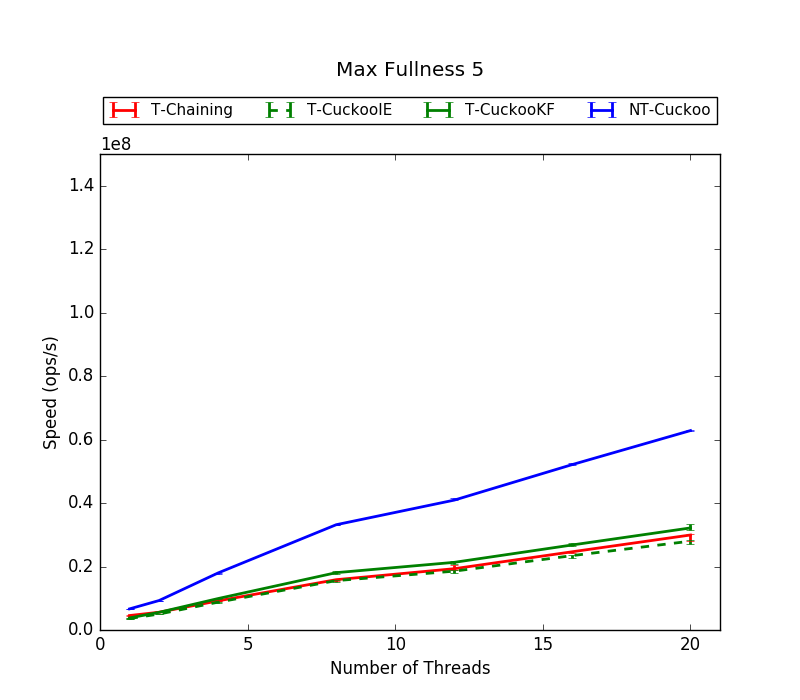 Max Fullness 5
T-Chaining T-CuckooIE T-CuckooKF NT-Cuckoo
1e8
1.4
1.2
1.0
0.8
0.6
0.4
0.2
0.0
Speed (ops/s)
0 5 10 15 20
Number of Threads